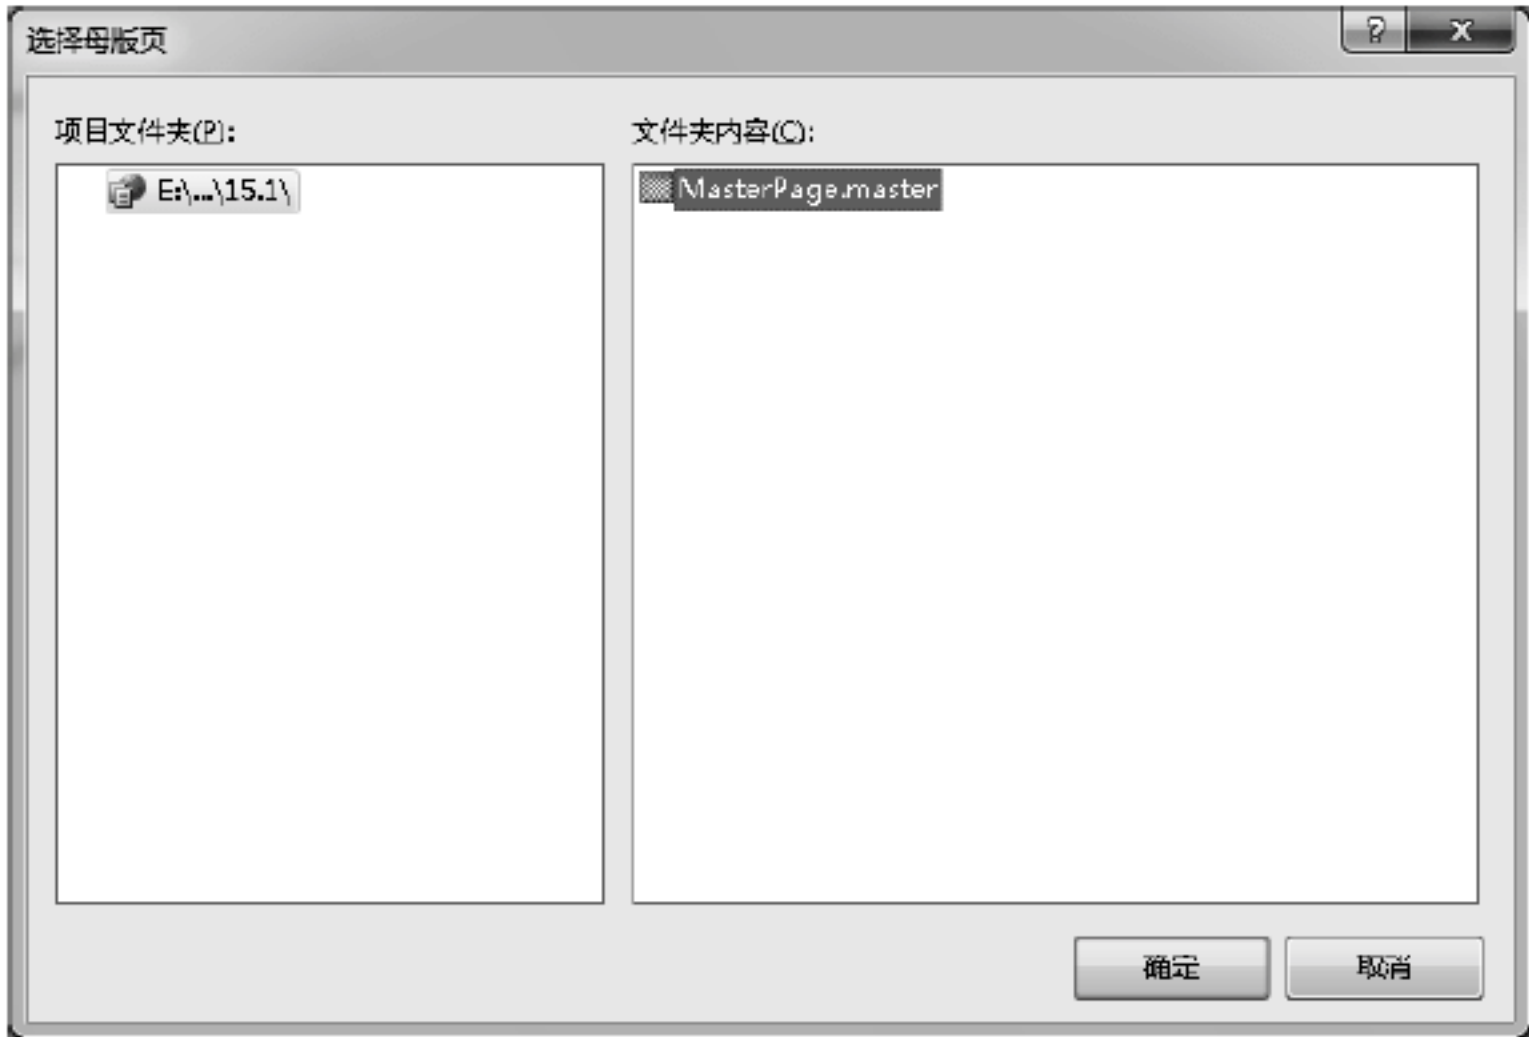 选择母版页
项目文件夹(P):
文件夹内容(C):
E:\...\15.1\
MasterPage.master
确定
取消